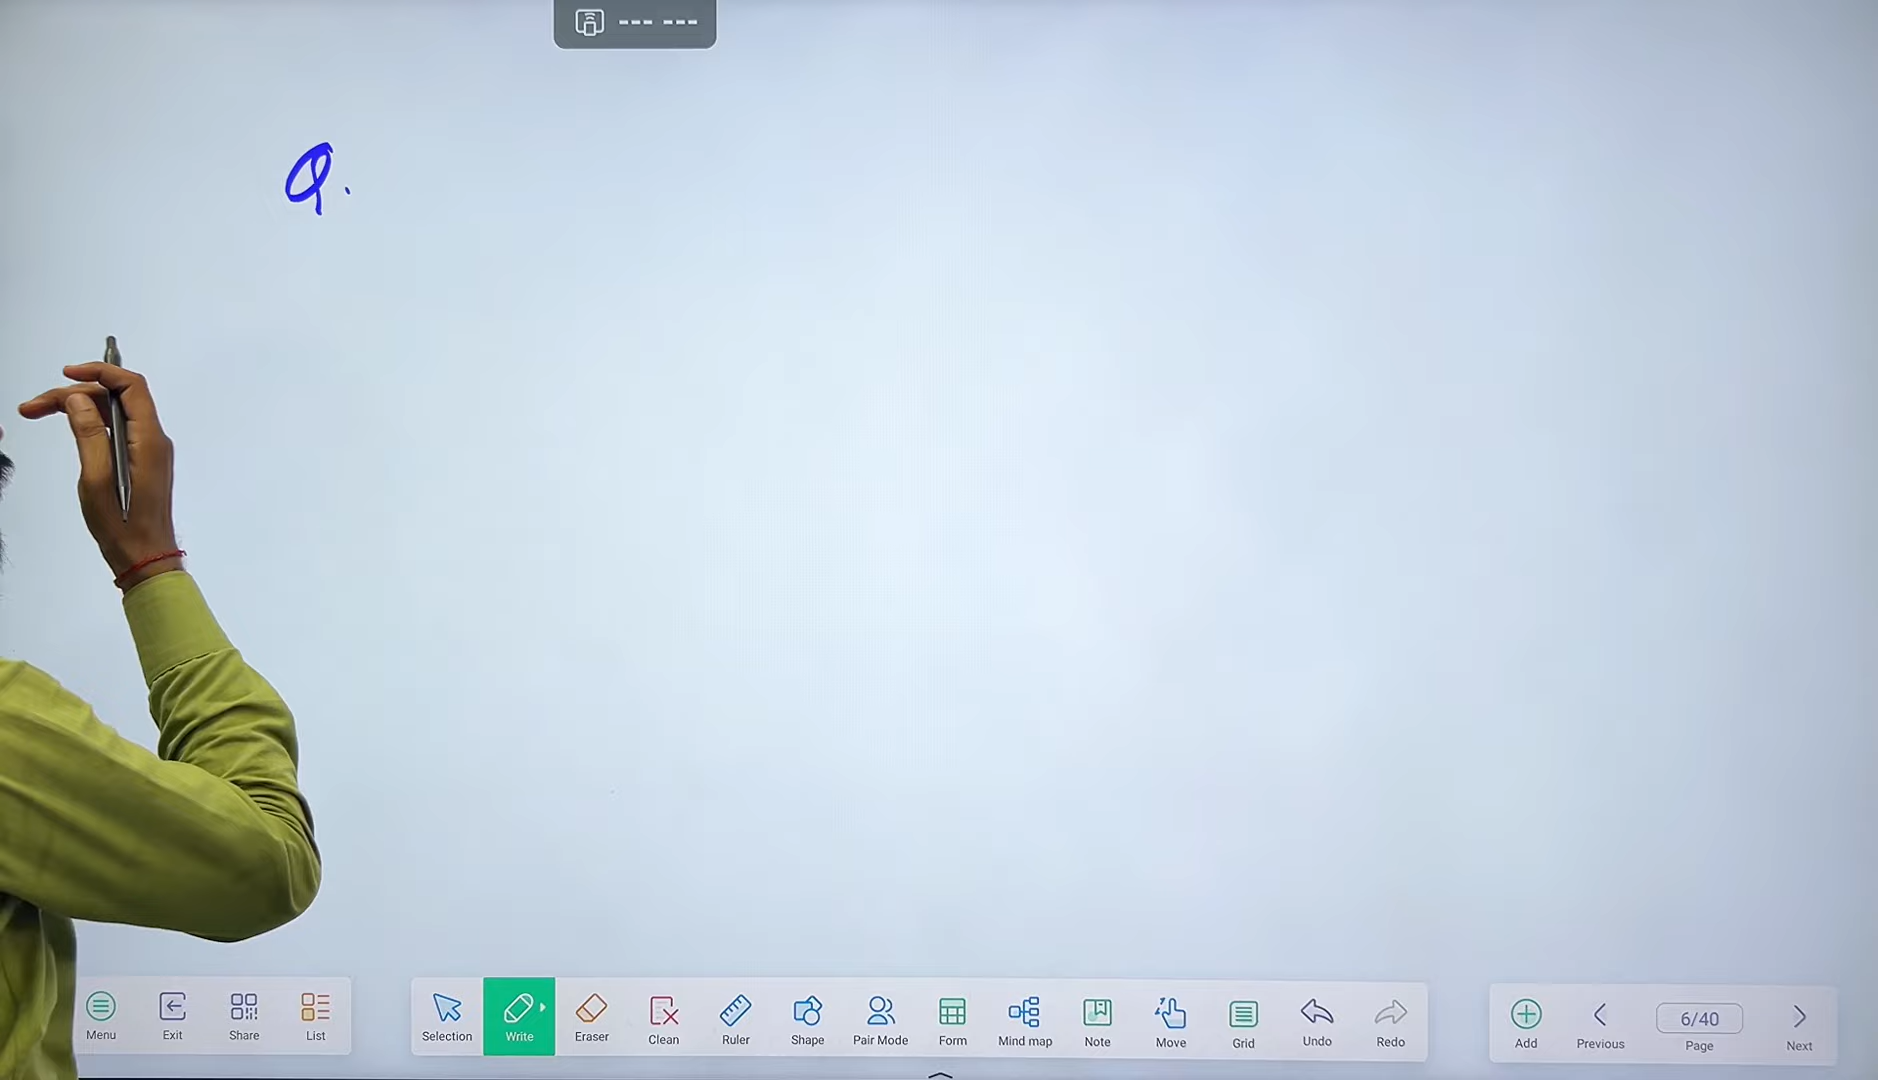 --- ---
Q.
Menu Exit Share List Selection Write Eraser Clean Ruler Shape Pair Mode Form Mind map Note Move Grid Undo Redo Add Previous 6/40 Page Next